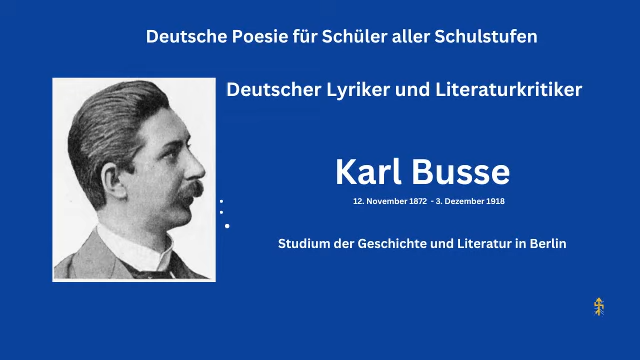 Deutsche Poesie für Schüler aller Schulstufen
Deutscher Lyriker und Literaturkritiker
Karl Busse
12. November 1872 - 3. Dezember 1918
Studium der Geschichte und Literatur in Berlin